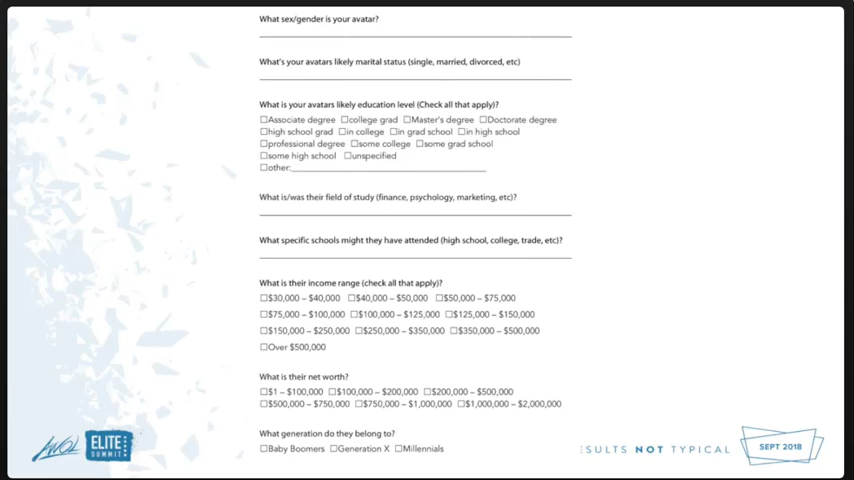 What sex/gender is your avatar?
What's your avatars likely marital status (single, married, divorced, etc)
What is your avatars likely education level (Check all that apply)?
☐Associate degree ☐college grad ☐Master's degree ☐Doctorate degree
☐high school grad ☐in college ☐in grad school ☐in high school
☐professional degree ☐some college ☐some grad school
☐some high school ☐unspecified
☐other:
What is/was their field of study (finance, psychology, marketing, etc)?
What specific schools might they have attended (high school, college, trade, etc)?
What is their income range (check all that apply)?
☐$30,000 – $40,000 ☐$40,000 – $50,000 ☐$50,000 – $75,000
☐$75,000 – $100,000 ☐$100,000 – $125,000 ☐$125,000 – $150,000
☐$150,000 – $250,000 ☐$250,000 – $350,000 ☐$350,000 – $500,000
☐Over $500,000
What is their net worth?
☐$1 – $100,000 ☐$100,000 – $200,000 ☐$200,000 – $500,000
☐$500,000 – $750,000 ☐$750,000 – $1,000,000 ☐$1,000,000 – $2,000,000
What generation do they belong to?
☐Baby Boomers ☐Generation X ☐Millennials
AWOL
ELITE
SUMMIT
ESULTS NOT TYPICAL
SEPT 2018